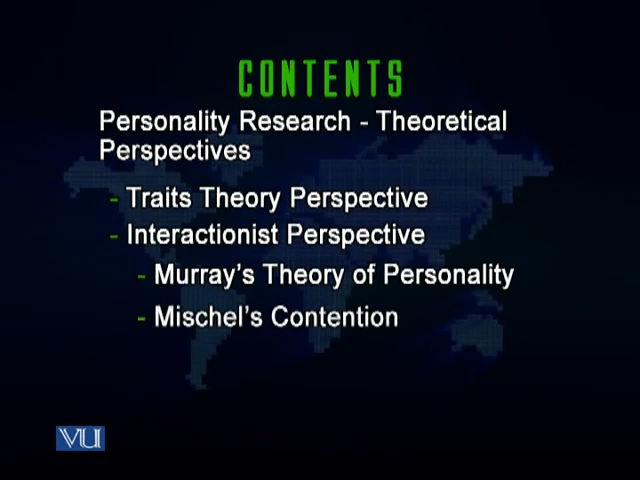 CONTENTS
Personality Research - Theoretical
Perspectives
- Traits Theory Perspective
- Interactionist Perspective
- Murray's Theory of Personality
- Mischel's Contention
VU